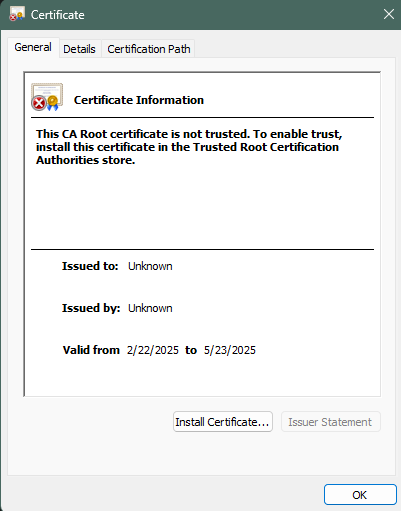 Certificate
General Details Certification Path
Certificate Information
This CA Root certificate is not trusted. To enable trust,
install this certificate in the Trusted Root Certification
Authorities store.
Issued to: Unknown
Issued by: Unknown
Valid from 2/22/2025 to 5/23/2025
Install Certificate... Issuer Statement
OK